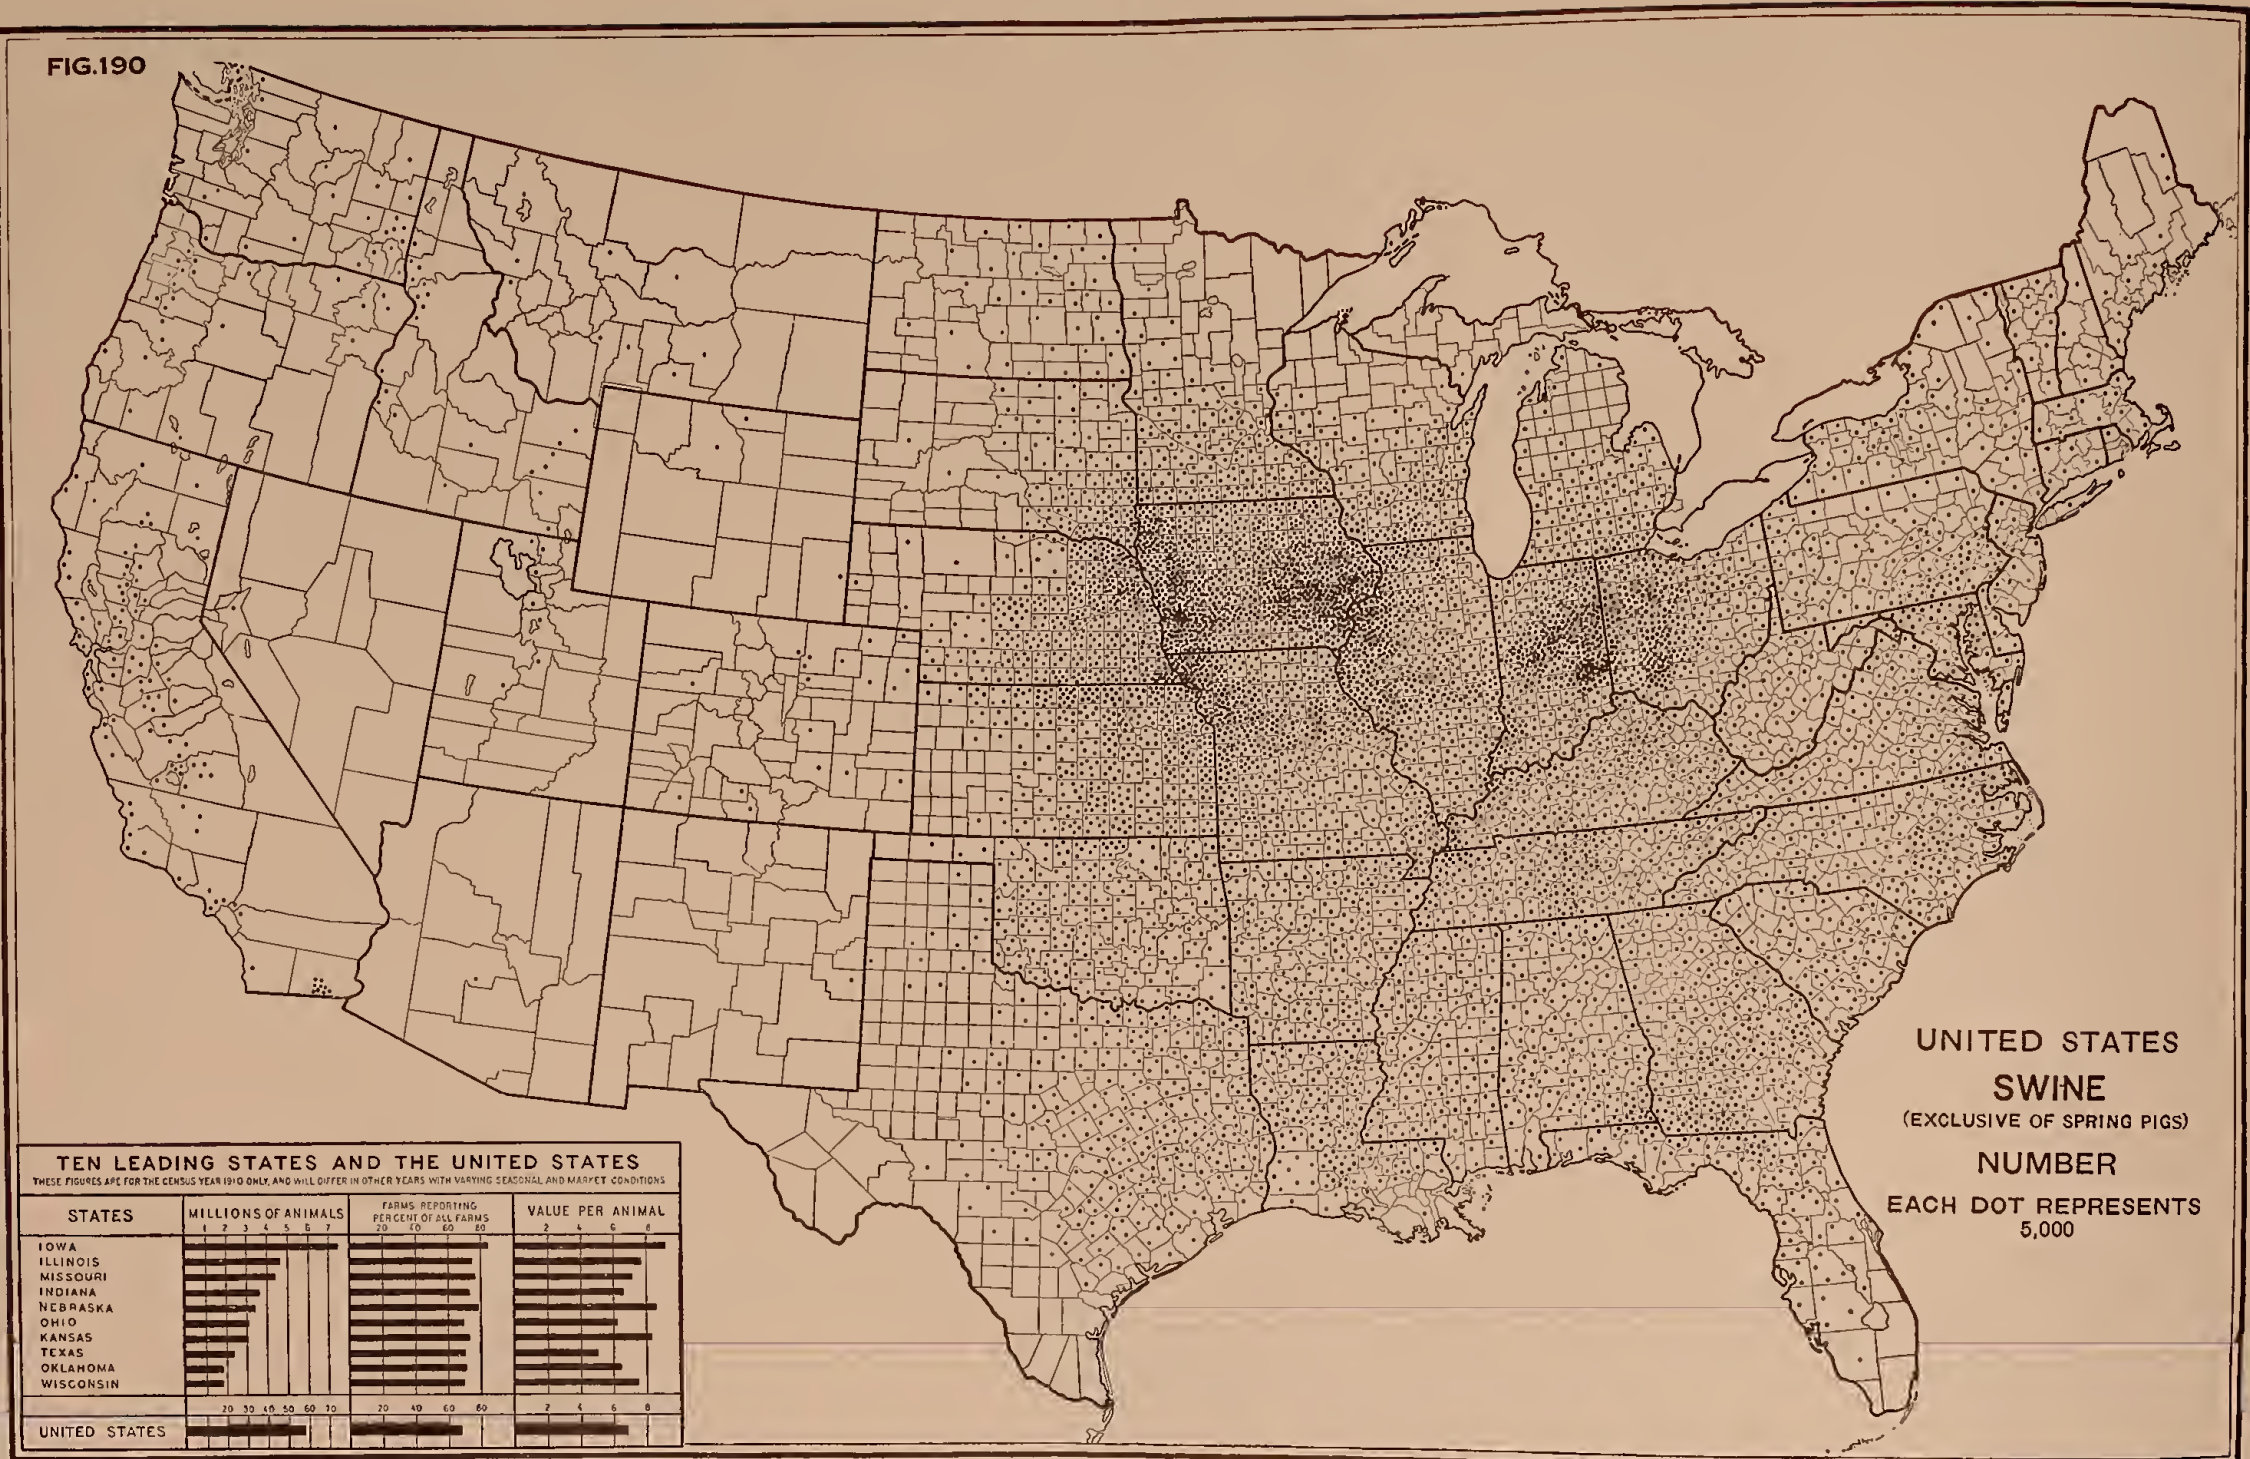 FIG.190
UNITED STATES
SWINE
(EXCLUSIVE OF SPRING PIGS)
NUMBER
EACH DOT REPRESENTS
5,000
TEN LEADING STATES AND THE UNITED STATES
THESE FIGURES ARE FOR THE CENSUS YEAR 1910 ONLY, AND WILL DIFFER IN OTHER YEARS WITH VARYING SEASONAL AND MARKET CONDITIONS
STATES
MILLIONS OF ANIMALS
1 2 3 4 5 6 7
FARMS REPORTING
PERCENT OF ALL FARMS
20 40 60 80
VALUE PER ANIMAL
2 4 6 8
IOWA
ILLINOIS
MISSOURI
INDIANA
NEBRASKA
OHIO
KANSAS
TEXAS
OKLAHOMA
WISCONSIN
20 30 40 50 60 70
20 40 60 80
2 4 6 8
UNITED STATES